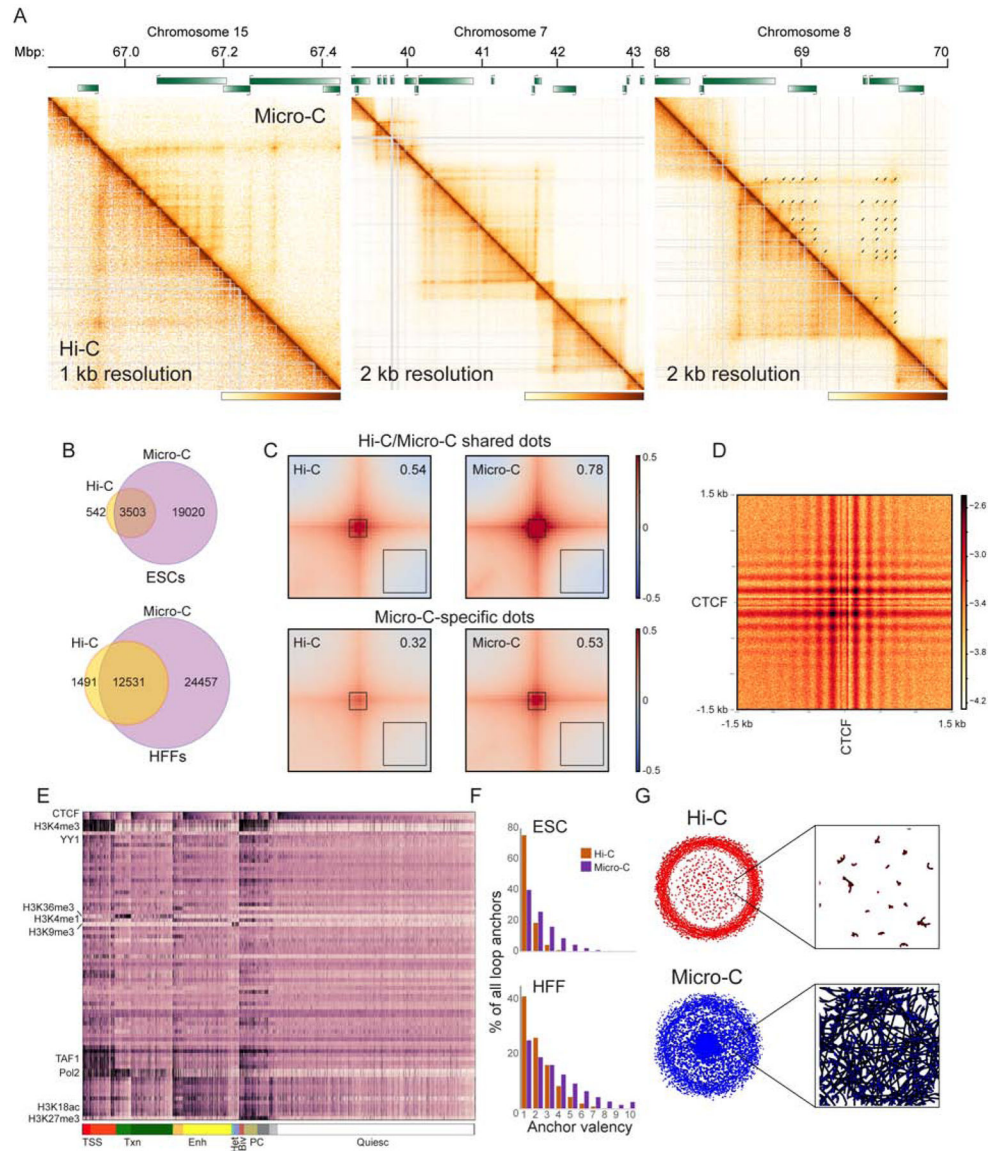 A
Chromosome 15 Chromosome 7 Chromosome 8
Mbp: 67.0 67.2 67.4 40 41 42 43 68 69 70
Micro-C
Hi-C
1 kb resolution 2 kb resolution 2 kb resolution
B
Micro-C
Hi-C
542 3503 19020
ESCs
Micro-C
Hi-C
1491 12531 24457
HFFs
C
Hi-C/Micro-C shared dots
Hi-C 0.54 Micro-C 0.78
0.5
0
-0.5
Micro-C-specific dots
Hi-C 0.32 Micro-C 0.53
0.5
0
-0.5
D
1.5 kb
CTCF
-1.5 kb
-1.5 kb 1.5 kb
CTCF
-2.6
-3.0
-3.4
-3.8
-4.2
E
CTCF
H3K4me3
YY1
H3K36me3
H3K4me1
H3K9me3
TAF1
Pol2
H3K18ac
H3K27me3
TSS Txn Enh Het Biv PC Quiesc
F
ESC
80
60
40
20
0
Hi-C
Micro-C
% of all loop anchors
HFF
40
20
0
1 2 3 4 5 6 7 8 9 10
Anchor valency
G
Hi-C
Micro-C